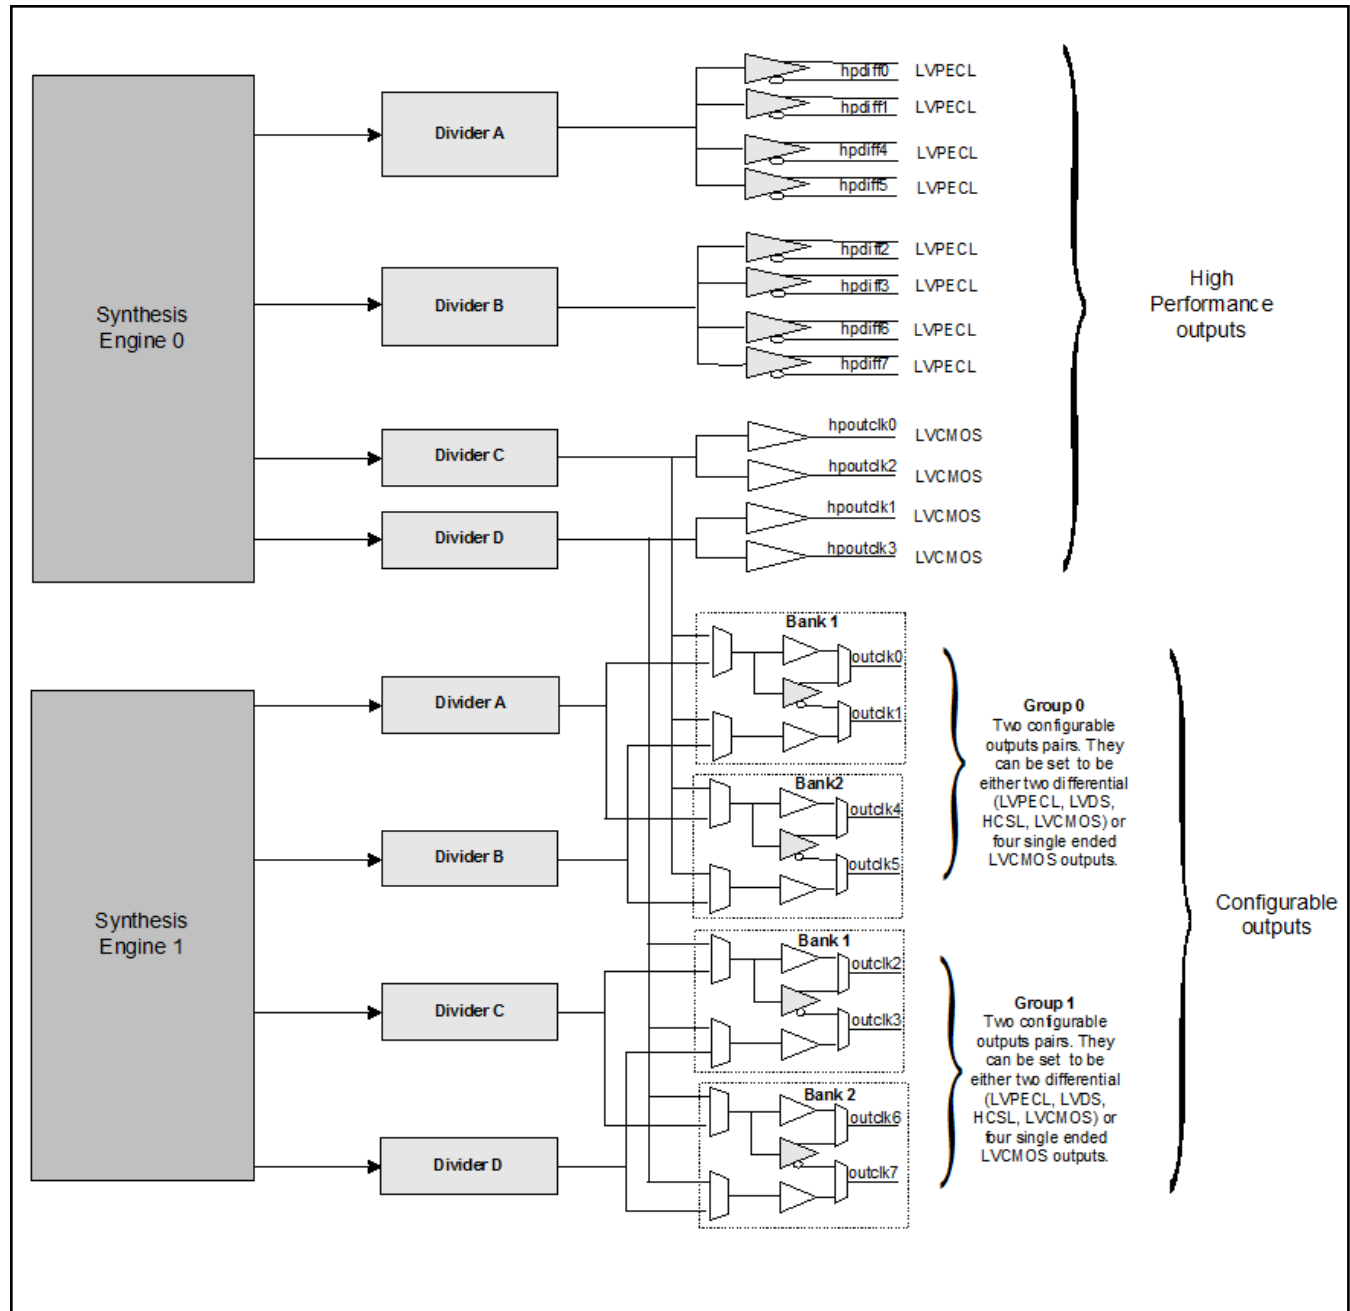 Synthesis
Engine 0
Divider A
hpdiff0 LVPECL
hpdiff1 LVPECL
hpdiff4 LVPECL
hpdiff5 LVPECL
Divider B
hpdiff2 LVPECL
hpdiff3 LVPECL
hpdiff6 LVPECL
hpdiff7 LVPECL
Divider C
hpoutclk0 LVCMOS
hpoutclk2 LVCMOS
Divider D
hpoutclk1 LVCMOS
hpoutclk3 LVCMOS
High
Performance
outputs
Synthesis
Engine 1
Divider A
Divider B
Divider C
Divider D
Bank 1
outclk0
outclk1
Bank2
outclk4
outclk5
Group 0
Two configurable
outputs pairs. They
can be set to be
either two differential
(LVPECL, LVDS,
HCSL, LVCMOS) or
four single ended
LVCMOS outputs.
Bank 1
outclk2
outclk3
Bank 2
outclk6
outclk7
Group 1
Two configurable
outputs pairs. They
can be set to be
either two differential
(LVPECL, LVDS,
HCSL, LVCMOS) or
four single ended
LVCMOS outputs.
Configurable
outputs